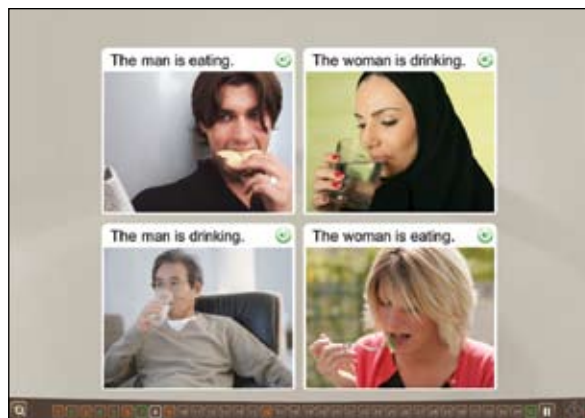 The man is eating.
The woman is drinking.
The man is drinking.
The woman is eating.